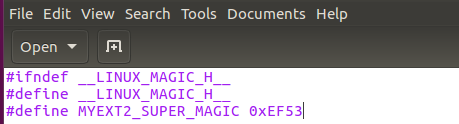 File Edit View Search Tools Documents Help
Open
#ifndef __LINUX_MAGIC_H__
#define __LINUX_MAGIC_H__
#define MYEXT2_SUPER_MAGIC 0xEF53